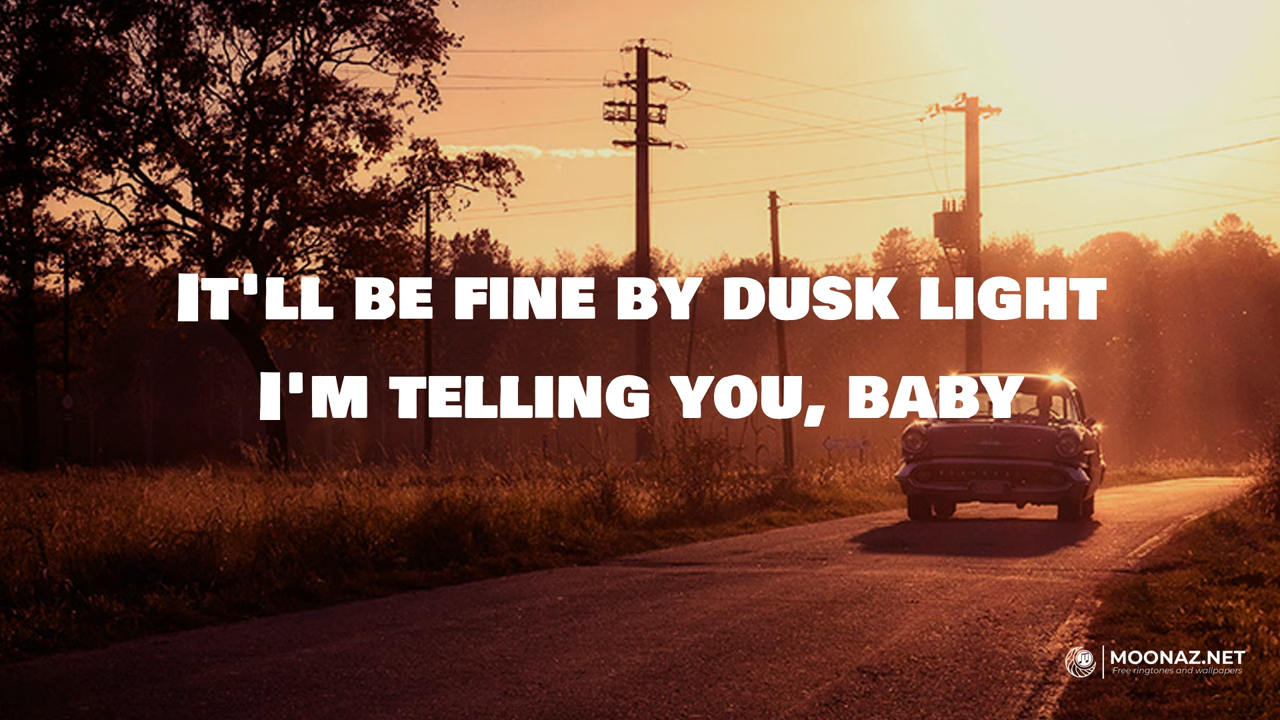 It'll be fine by dusk light
I'm telling you, baby
MOONAZ.NET
Free ringtones and wallpapers